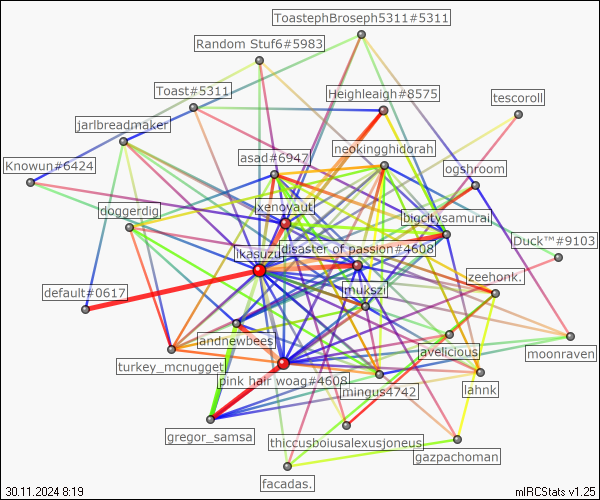 ToastephBroseph5311#5311
Random Stuf6#5983
Toast#5311
Heighleaigh#8575
tescoroll
jarlbreadmaker
asad#6947
neokingghidorah
Knowun#6424
ogshroom
doggerdig
xenoyaut
bigcitysamurai
lkasuzu
disaster of passion#4608
Duck™#9103
default#0617
mukszi
zeehonk.
landnewbees
avelicious
moonraven
turkey_mcnugget
pink hair woag#4608
mingus4742
lahnk
gregor_samsa
thiccusboiusalexusjoneus
gazpachoman
facadas.
30.11.2024 8:19
mIRCStats v1.25